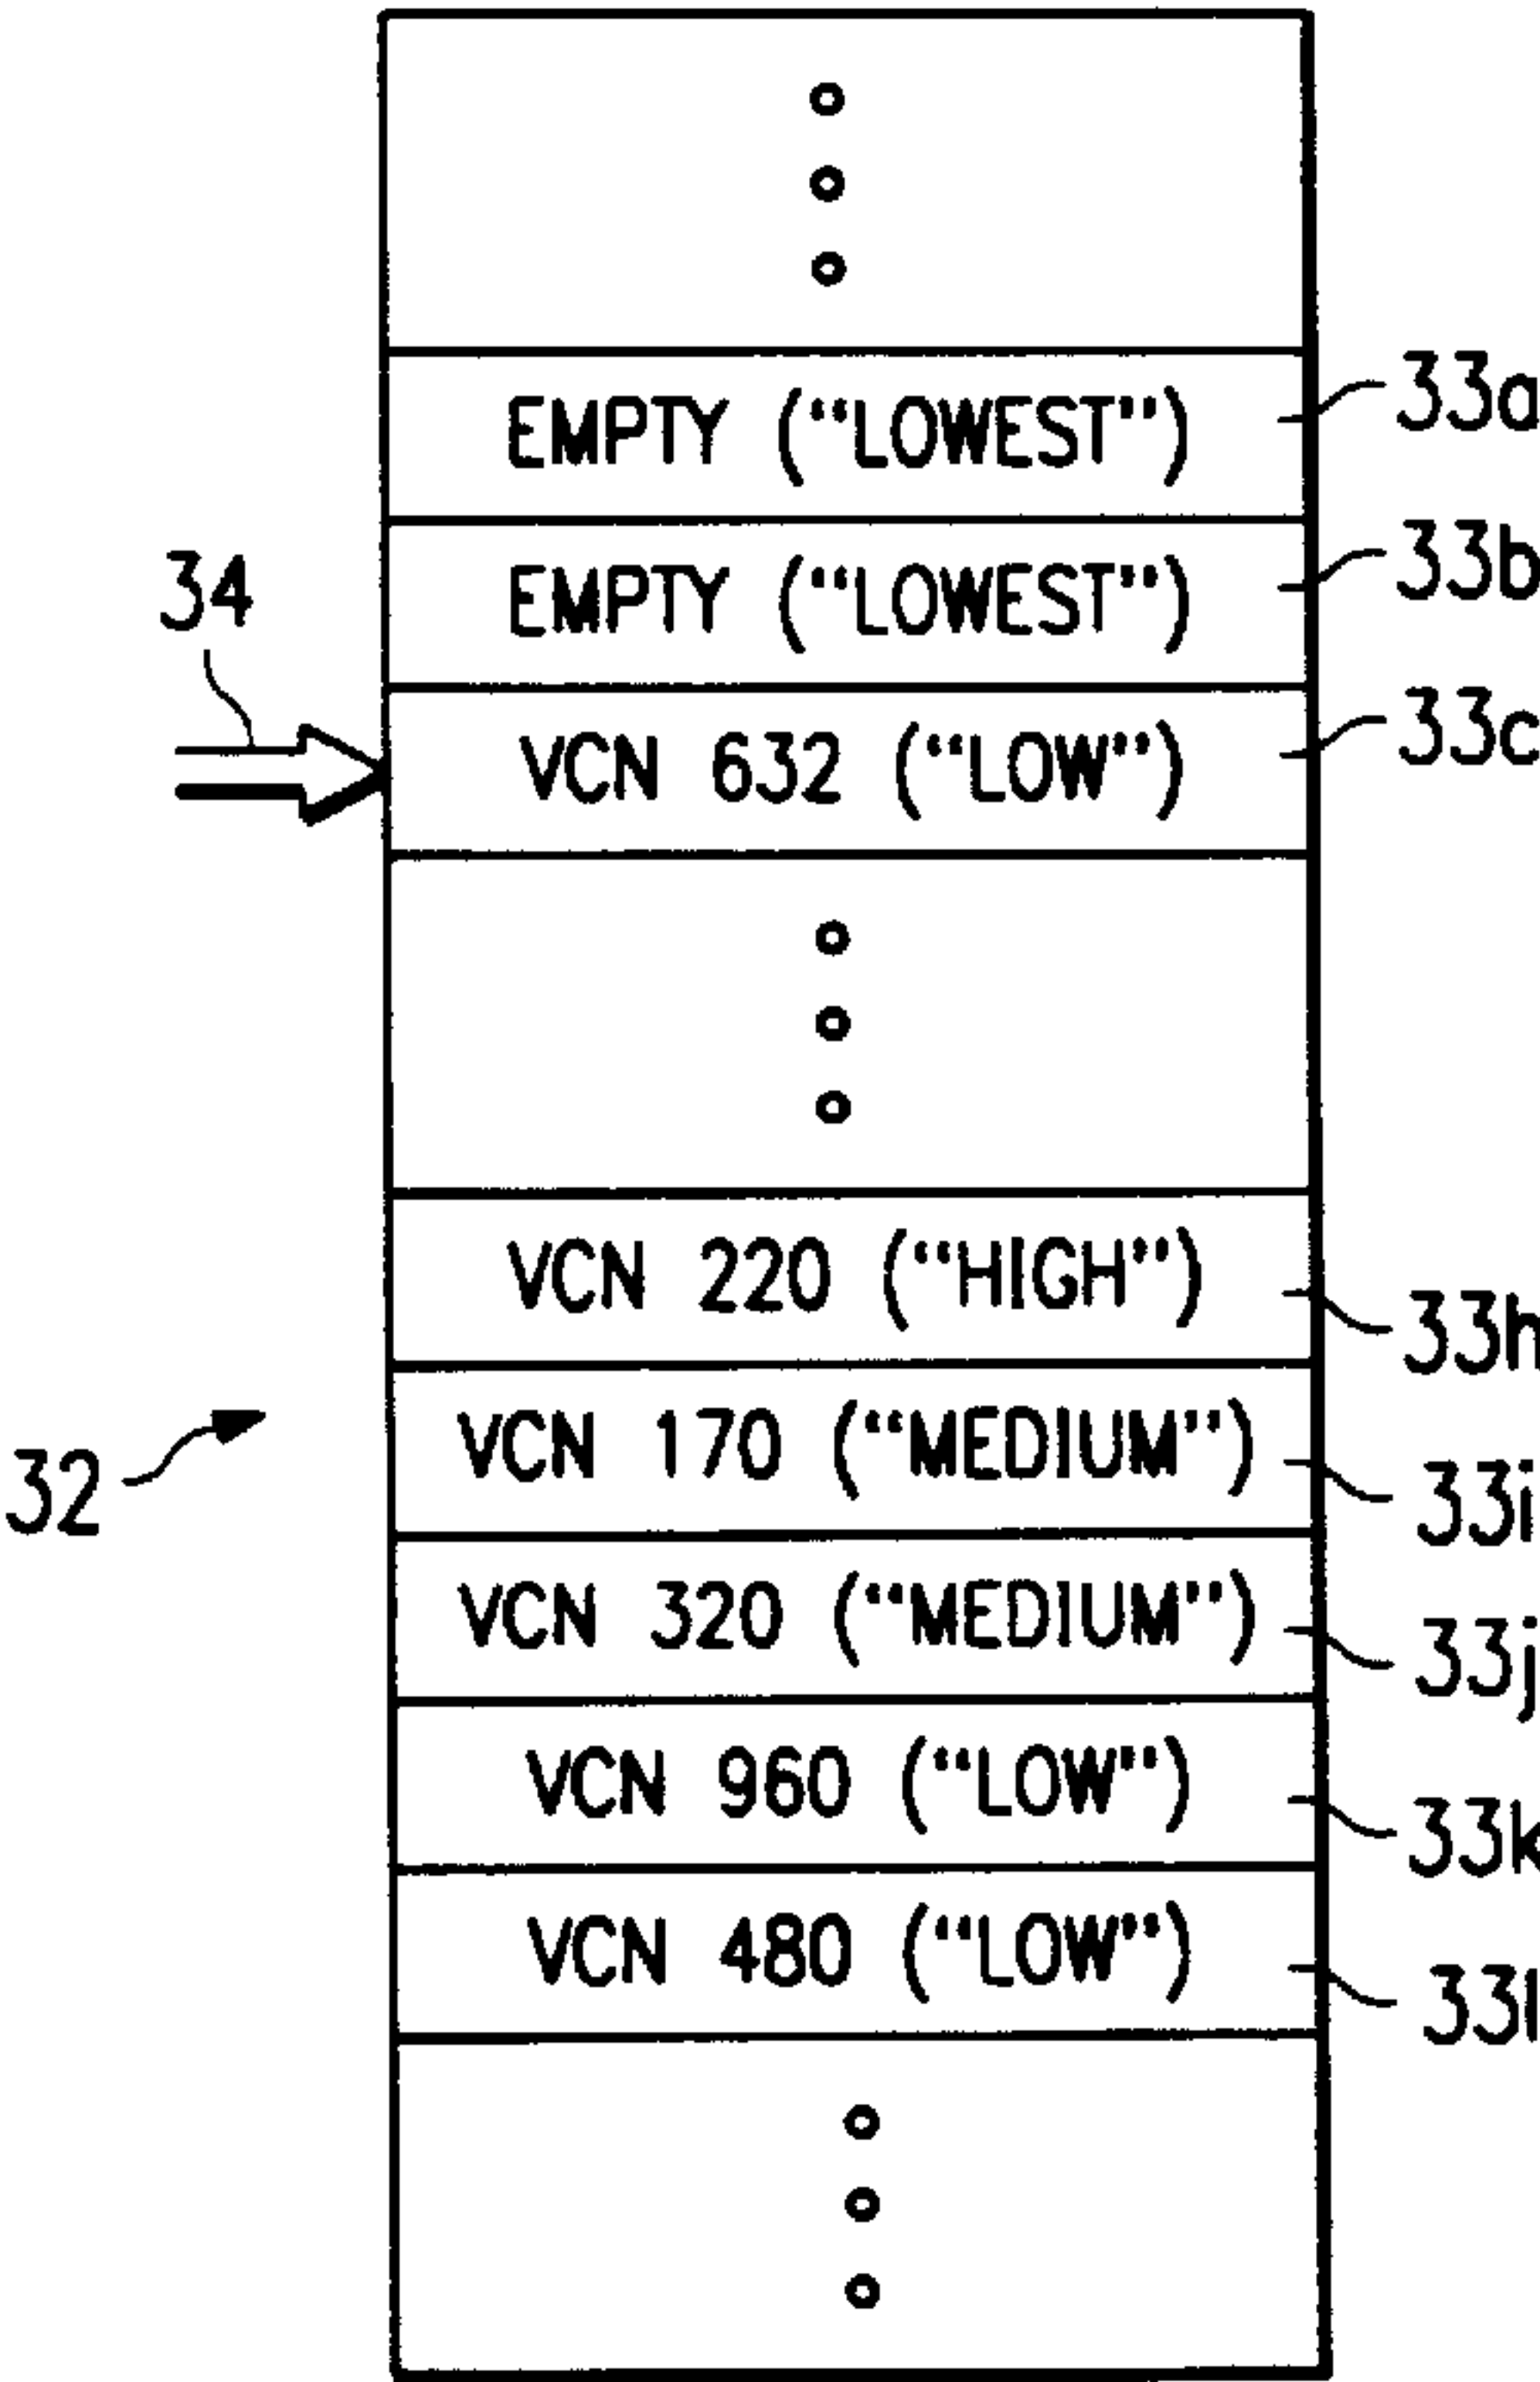 EMPTY (“LOWEST”)
33a
EMPTY (“LOWEST”)
33b
34
VCN 632 (“LOW”)
33c
VCN 220 (“HIGH”)
33h
VCN 170 (“MEDIUM”)
33i
32
VCN 320 (“MEDIUM”)
33j
VCN 960 (“LOW”)
33k
VCN 480 (“LOW”)
33l